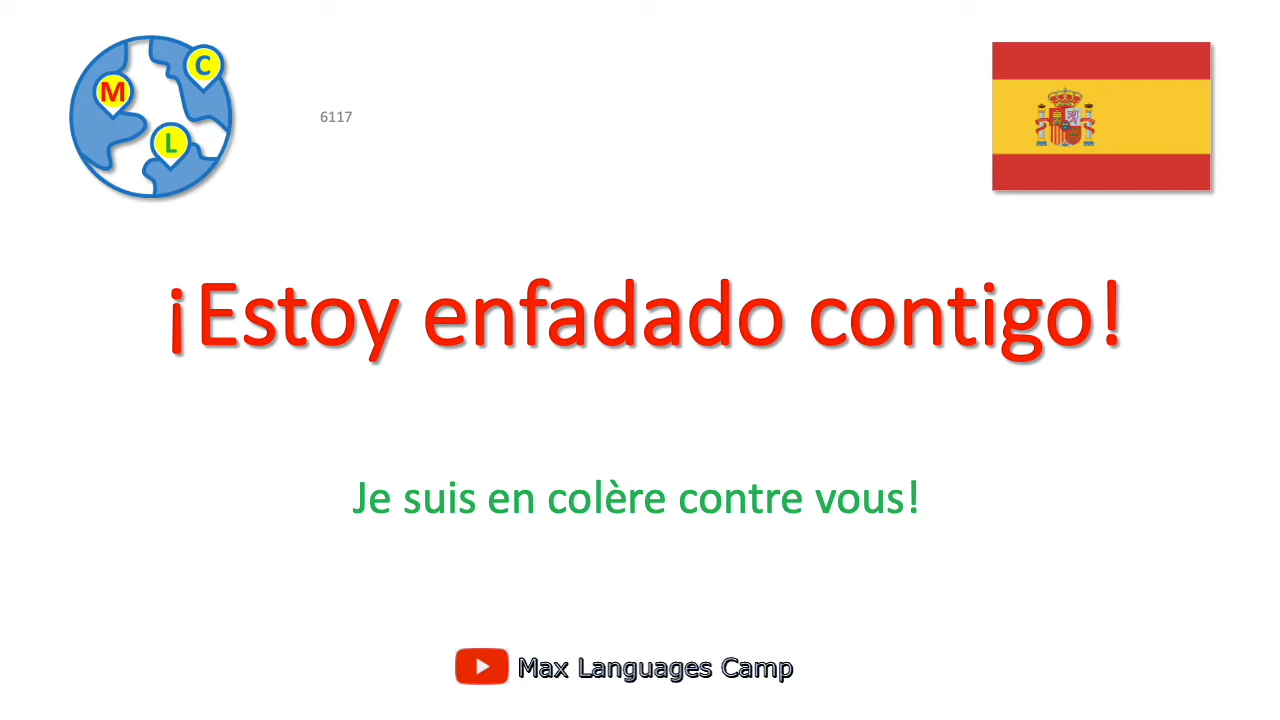 M
C
L
6117
¡Estoy enfadado contigo!
Je suis en colère contre vous!
Max Languages Camp